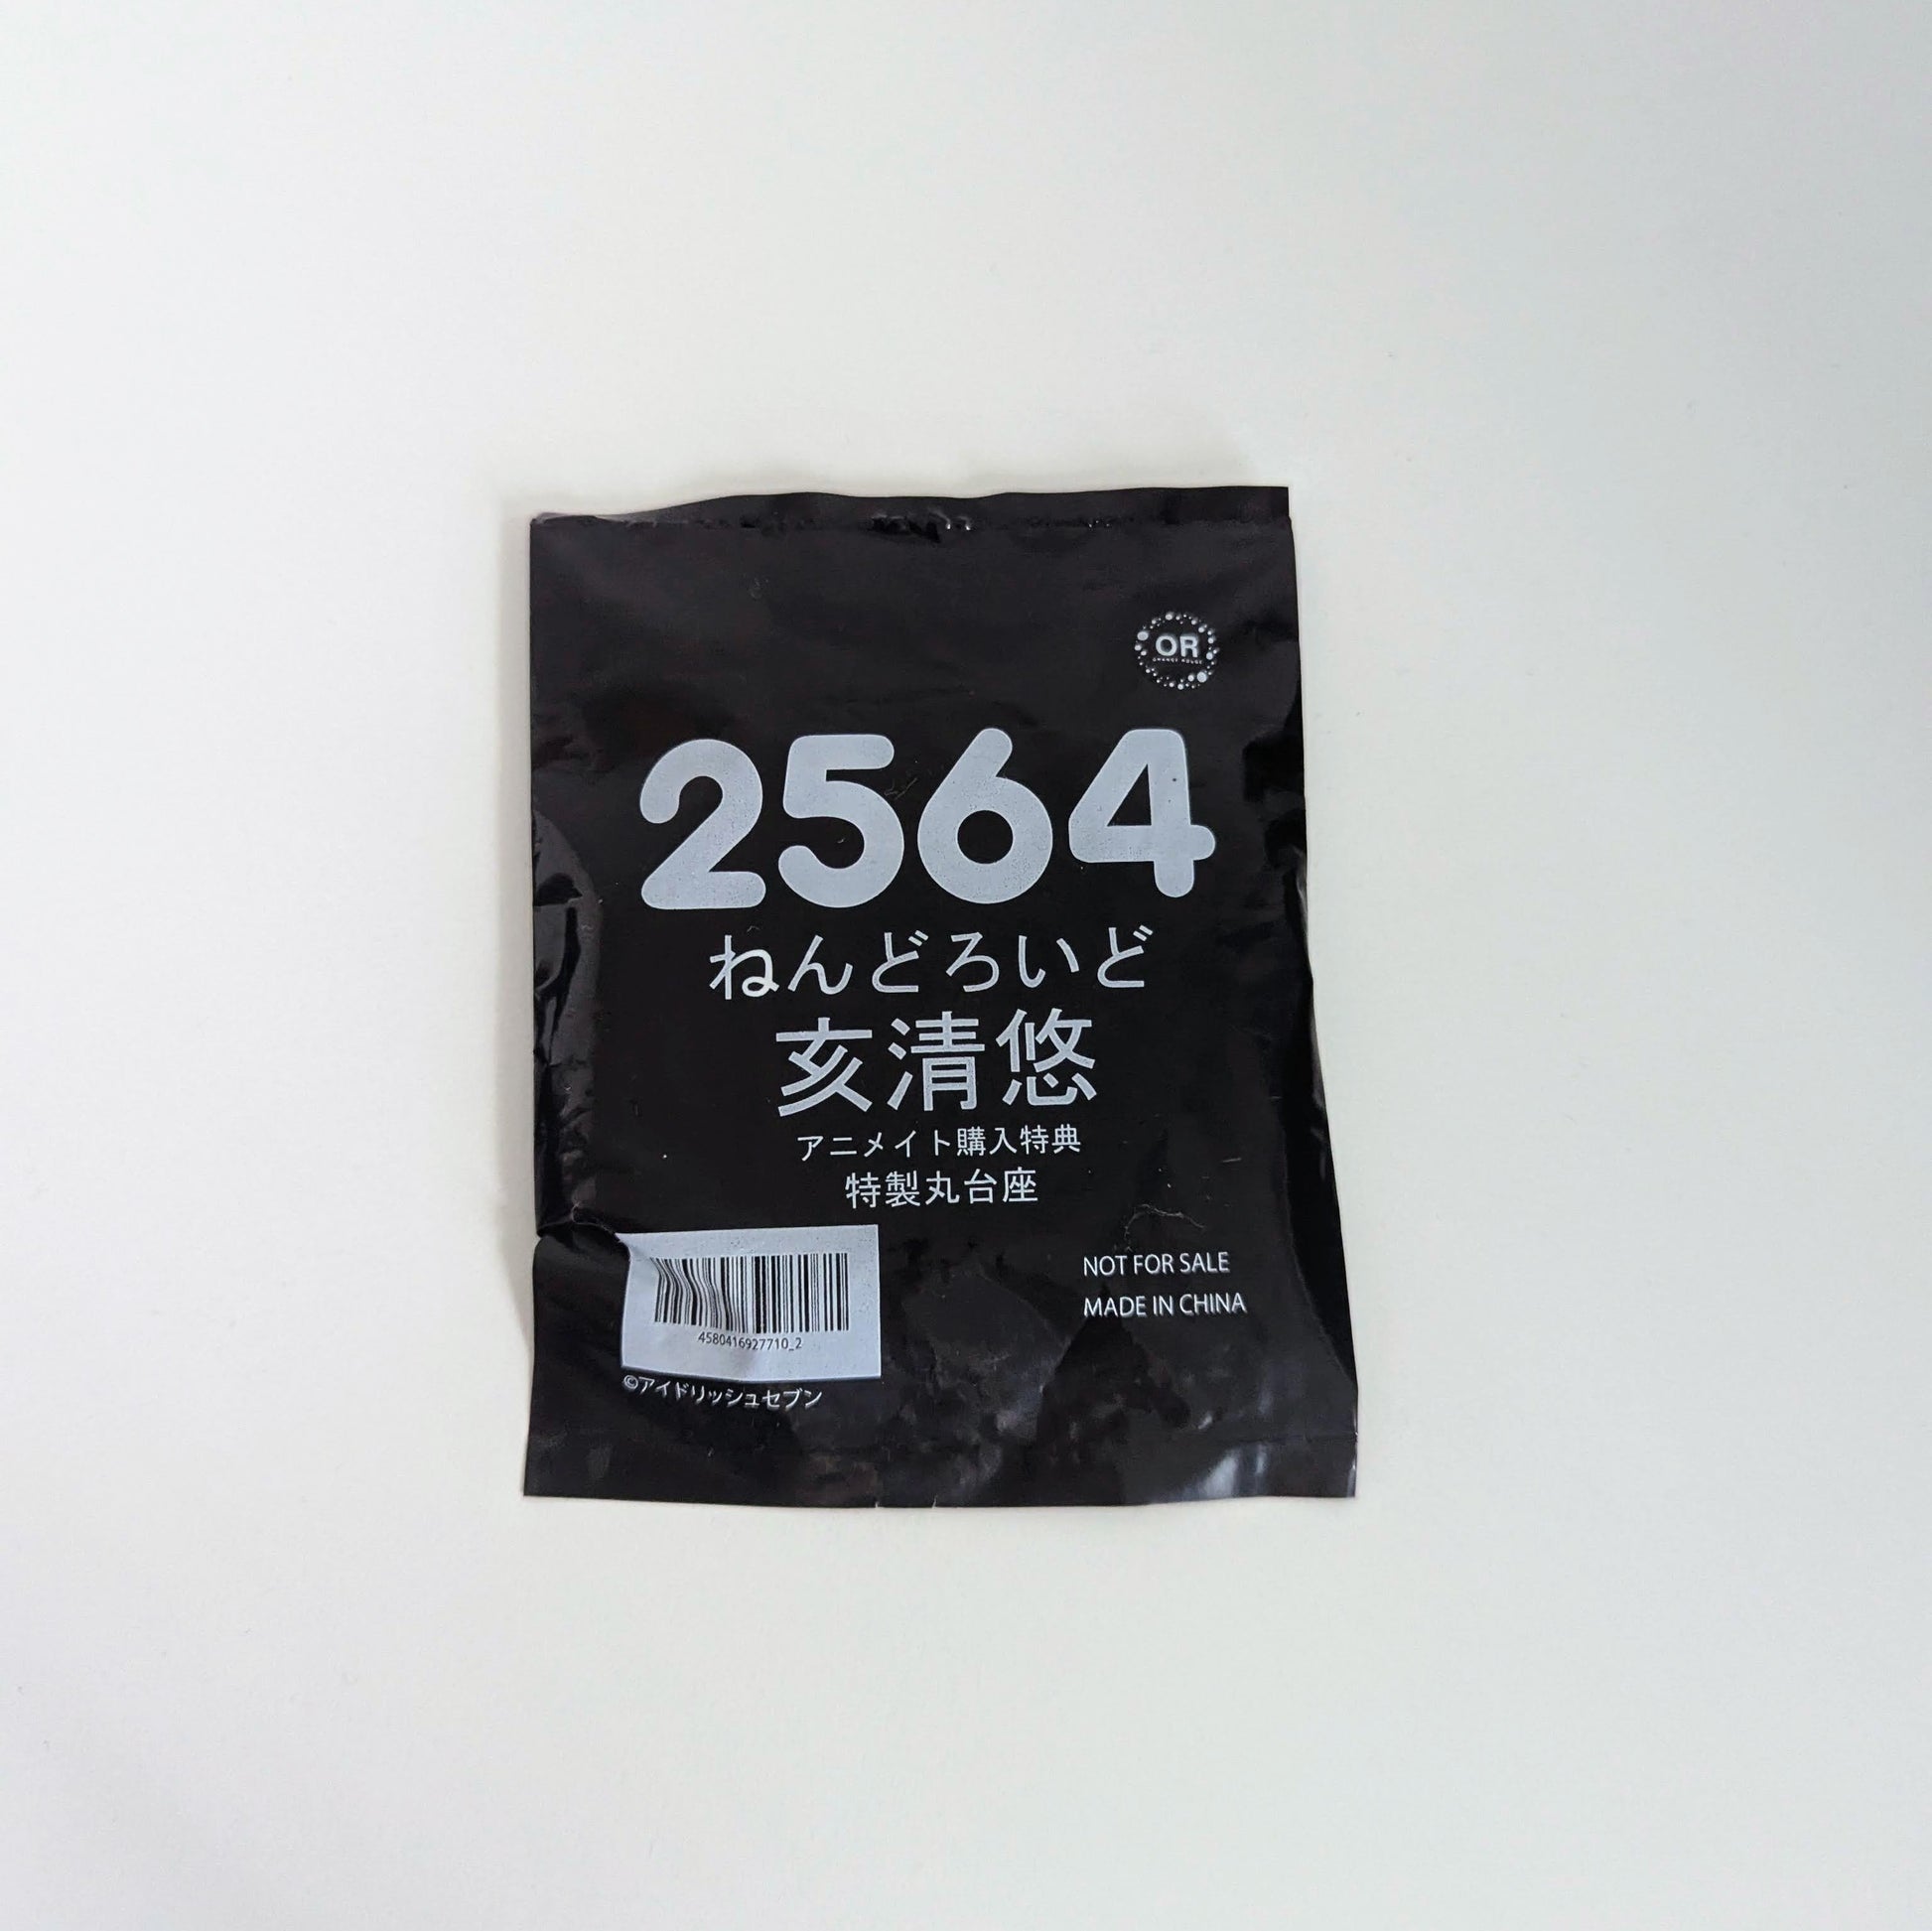 OR
ORANGE ROUGE
2564
ねんどろいど
亥清悠
アニメイト購入特典
特製丸台座
NOT FOR SALE
MADE IN CHINA
4580416927710_2
©アイドリッシュセブン